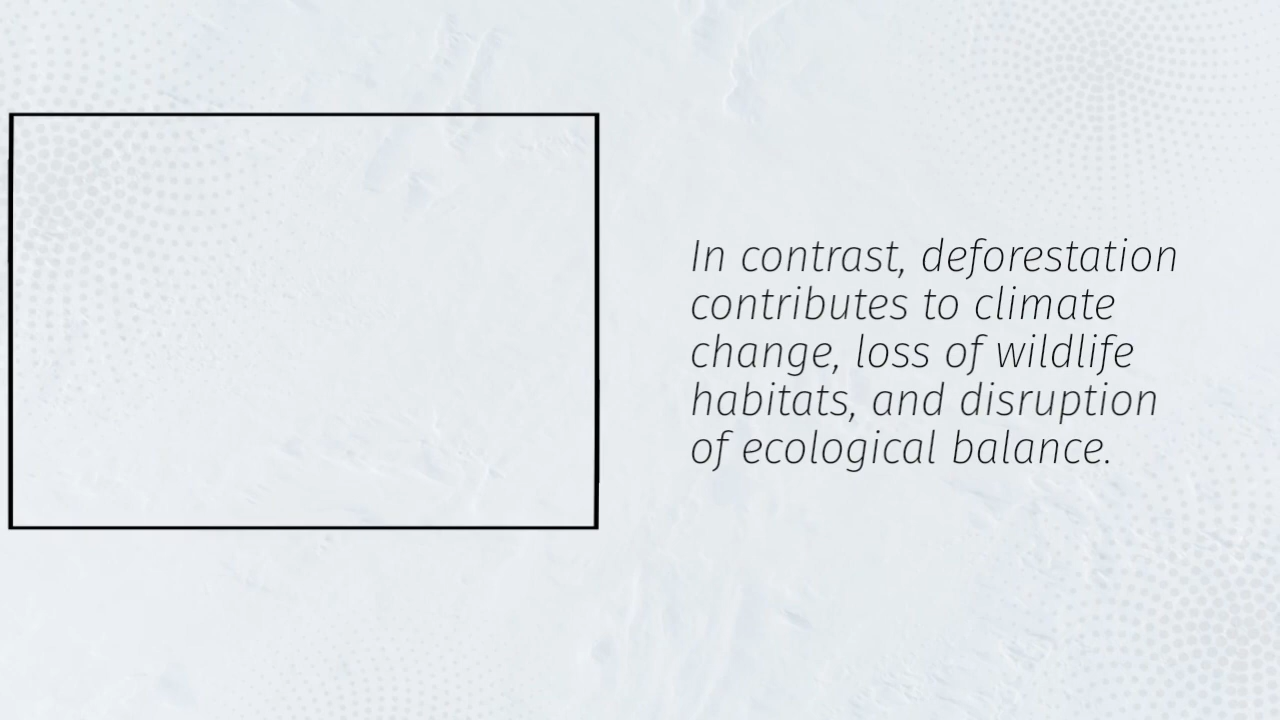 In contrast, deforestation
contributes to climate
change, loss of wildlife
habitats, and disruption
of ecological balance.